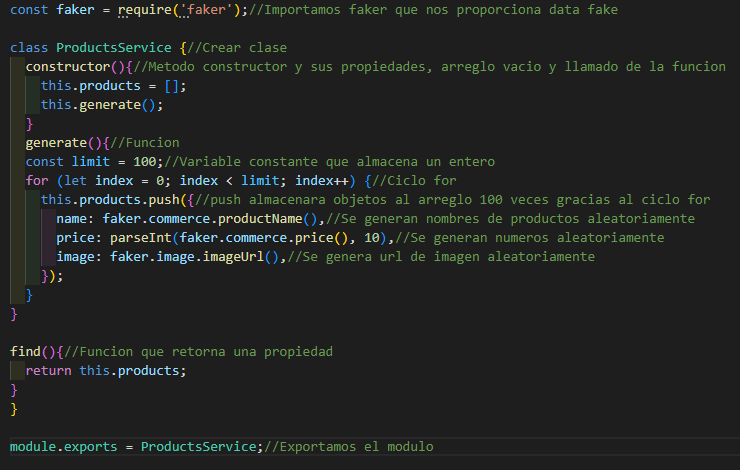 const faker = require('faker');//Importamos faker que nos proporciona data fake
class ProductsService {//Crear clase
constructor(){//Metodo constructor y sus propiedades, arreglo vacio y llamado de la funcion
this.products = [];
this.generate();
}
generate(){//Funcion
const limit = 100;//Variable constante que almacena un entero
for (let index = 0; index < limit; index++) {//Ciclo for
this.products.push({//push almacenara objetos al arreglo 100 veces gracias al ciclo for
name: faker.commerce.productName(),//Se generan nombres de productos aleatoriamente
price: parseInt(faker.commerce.price(), 10),//Se generan numeros aleatoriamente
image: faker.image.imageUrl(),//Se genera url de imagen aleatoriamente
});
}
}
find(){//Funcion que retorna una propiedad
return this.products;
}
}
module.exports = ProductsService;//Exportamos el modulo